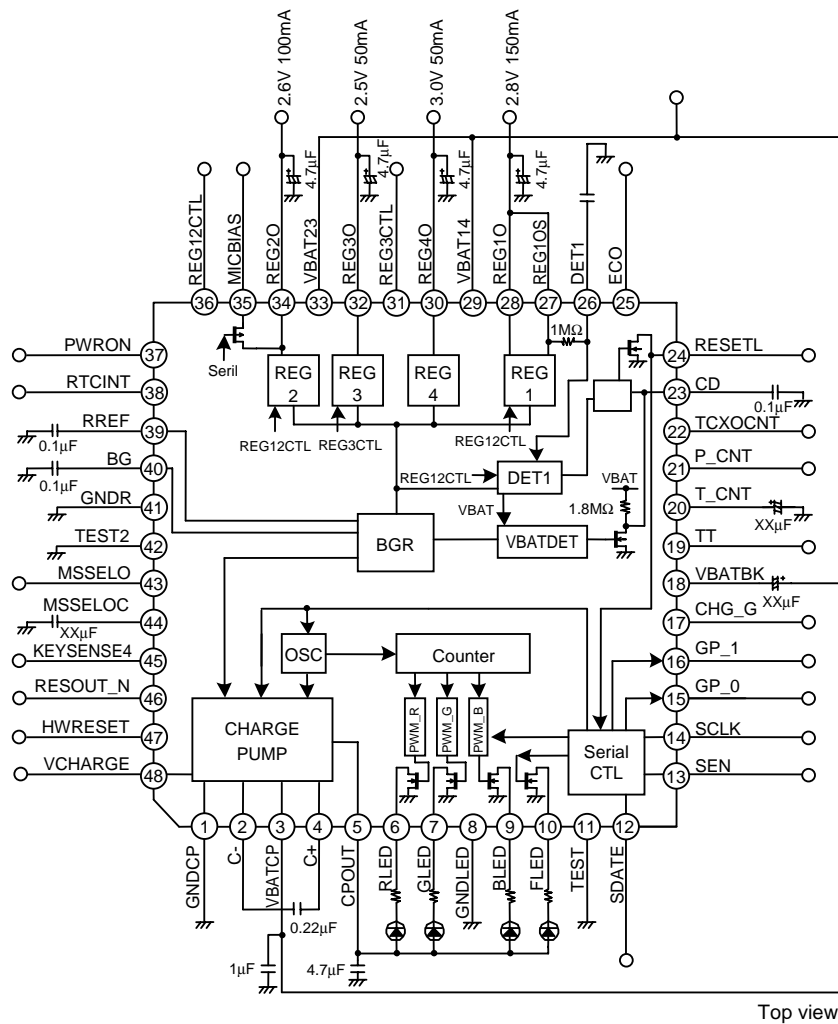 2.6V 100mA
2.5V 50mA
3.0V 50mA
2.8V 150mA
4.7μF
4.7μF
4.7μF
4.7μF
REG12CTL
MICBIAS
REG2O
VBAT23
REG3O
REG3CTL
REG4O
VBAT14
REG1O
REG1OS
DET1
ECO
36
35
34
33
32
31
30
29
28
27
26
25
PWRON
37
RTCINT
38
RREF
0.1μF
39
BG
0.1μF
40
GNDR
41
TEST2
42
MSSELO
43
MSSELOC
XXμF
44
KEYSENSE4
45
RESOUT_N
46
HWRESET
47
VCHARGE
48
Seril
REG 2
REG 3
REG 4
REG 1
1MΩ
REG12CTL
REG3CTL
REG12CTL
REG12CTL
DET1
VBAT
VBAT
1.8MΩ
BGR
VBATDET
OSC
Counter
CHARGE PUMP
PWM_R
PWM_G
PWM_B
Serial CTL
24
RESETL
23
CD
0.1μF
22
TCXOCNT
21
P_CNT
20
T_CNT
XXμF
19
TT
18
VBATBK
XXμF
17
CHG_G
16
GP_1
15
GP_0
14
SCLK
13
SEN
1
2
3
4
5
6
7
8
9
10
11
12
GNDCP
C-
VBATCP
C+
CPOUT
RLED
GLED
GNDLED
BLED
FLED
TEST
SDATE
0.22μF
1μF
4.7μF
Top view